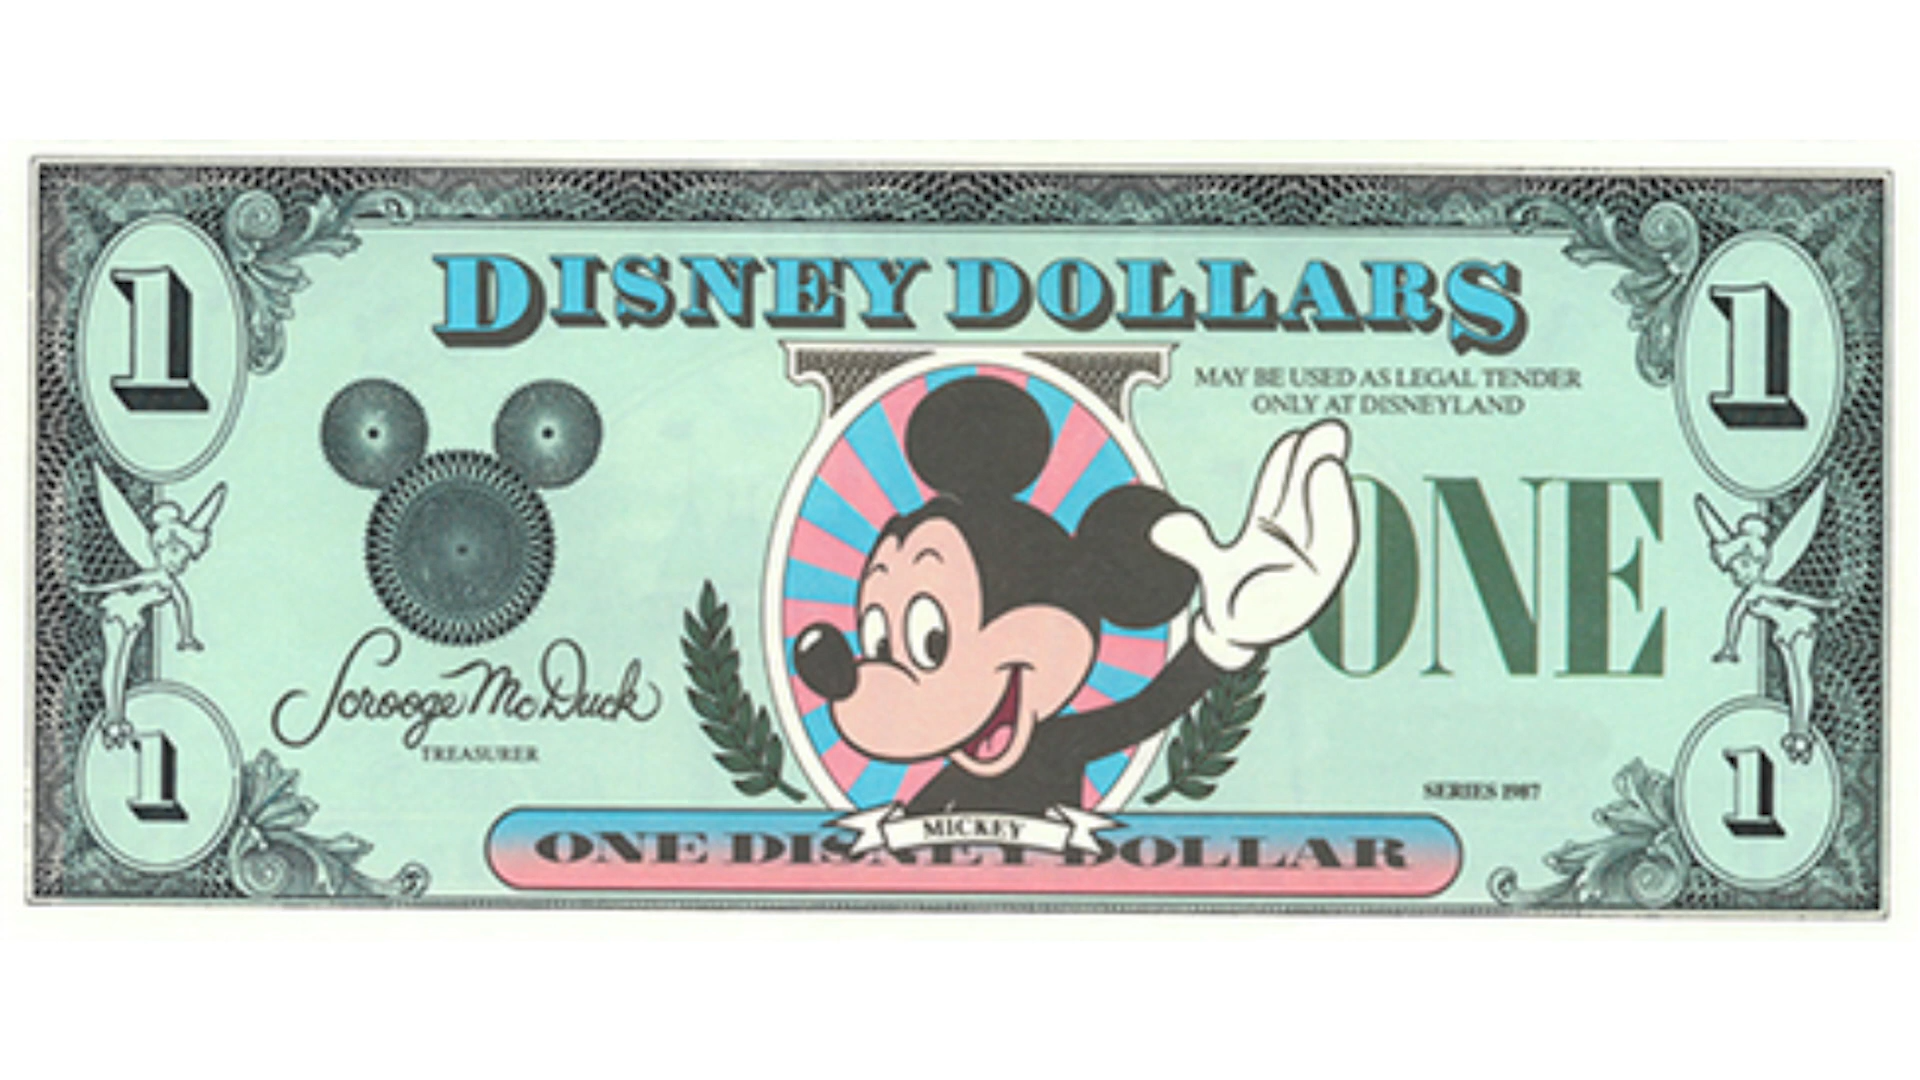 DISNEY DOLLARS
1
1
MAY BE USED AS LEGAL TENDER
ONLY AT DISNEYLAND
ONE
Scrooge McDuck
TREASURER
SERIES 1987
1
1
MICKEY
ONE DISNEY DOLLAR